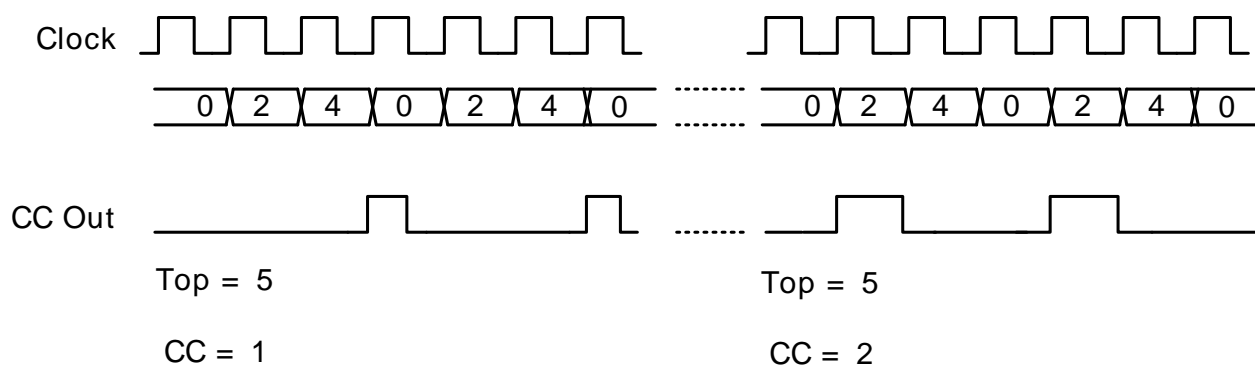 Clock
0 2 4 0 2 4 0 0 2 4 0 2 4 0
CC Out
Top = 5 Top = 5
CC = 1 CC = 2